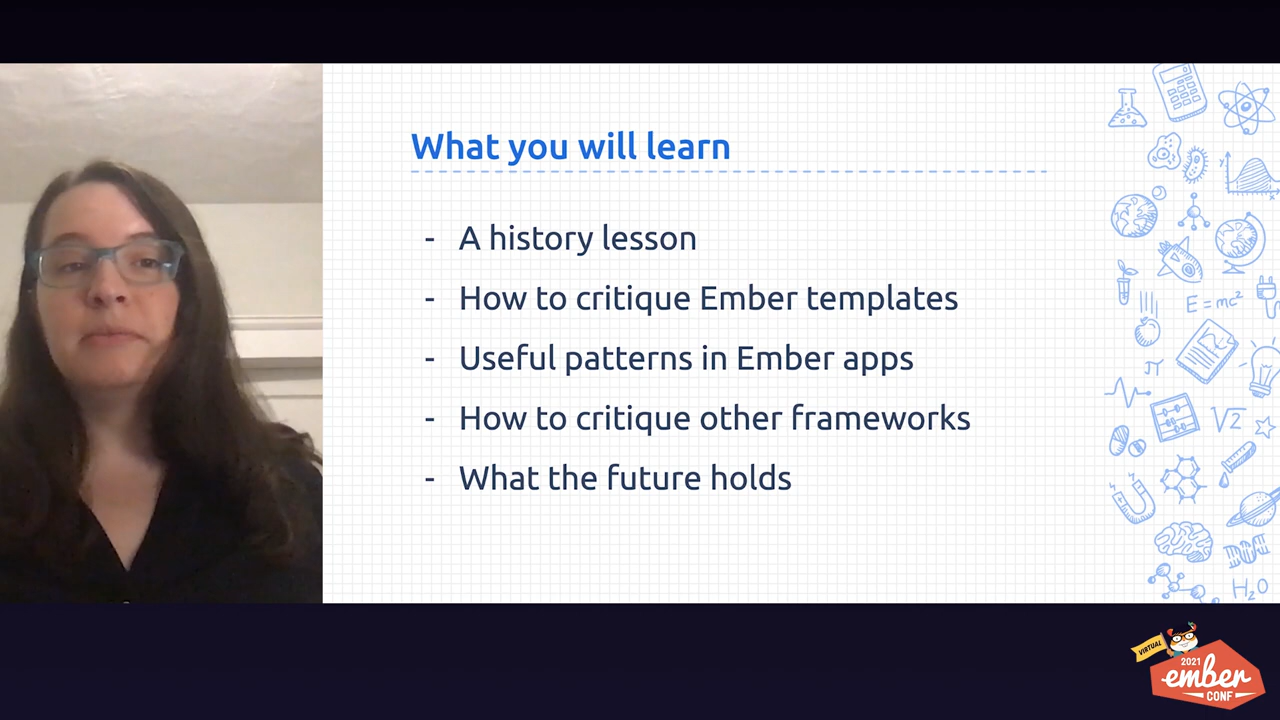 What you will learn
- A history lesson
- How to critique Ember templates
- Useful patterns in Ember apps
- How to critique other frameworks
- What the future holds
E=mc²
π
√2
H₂O
VIRTUAL
2021
ember
CONF